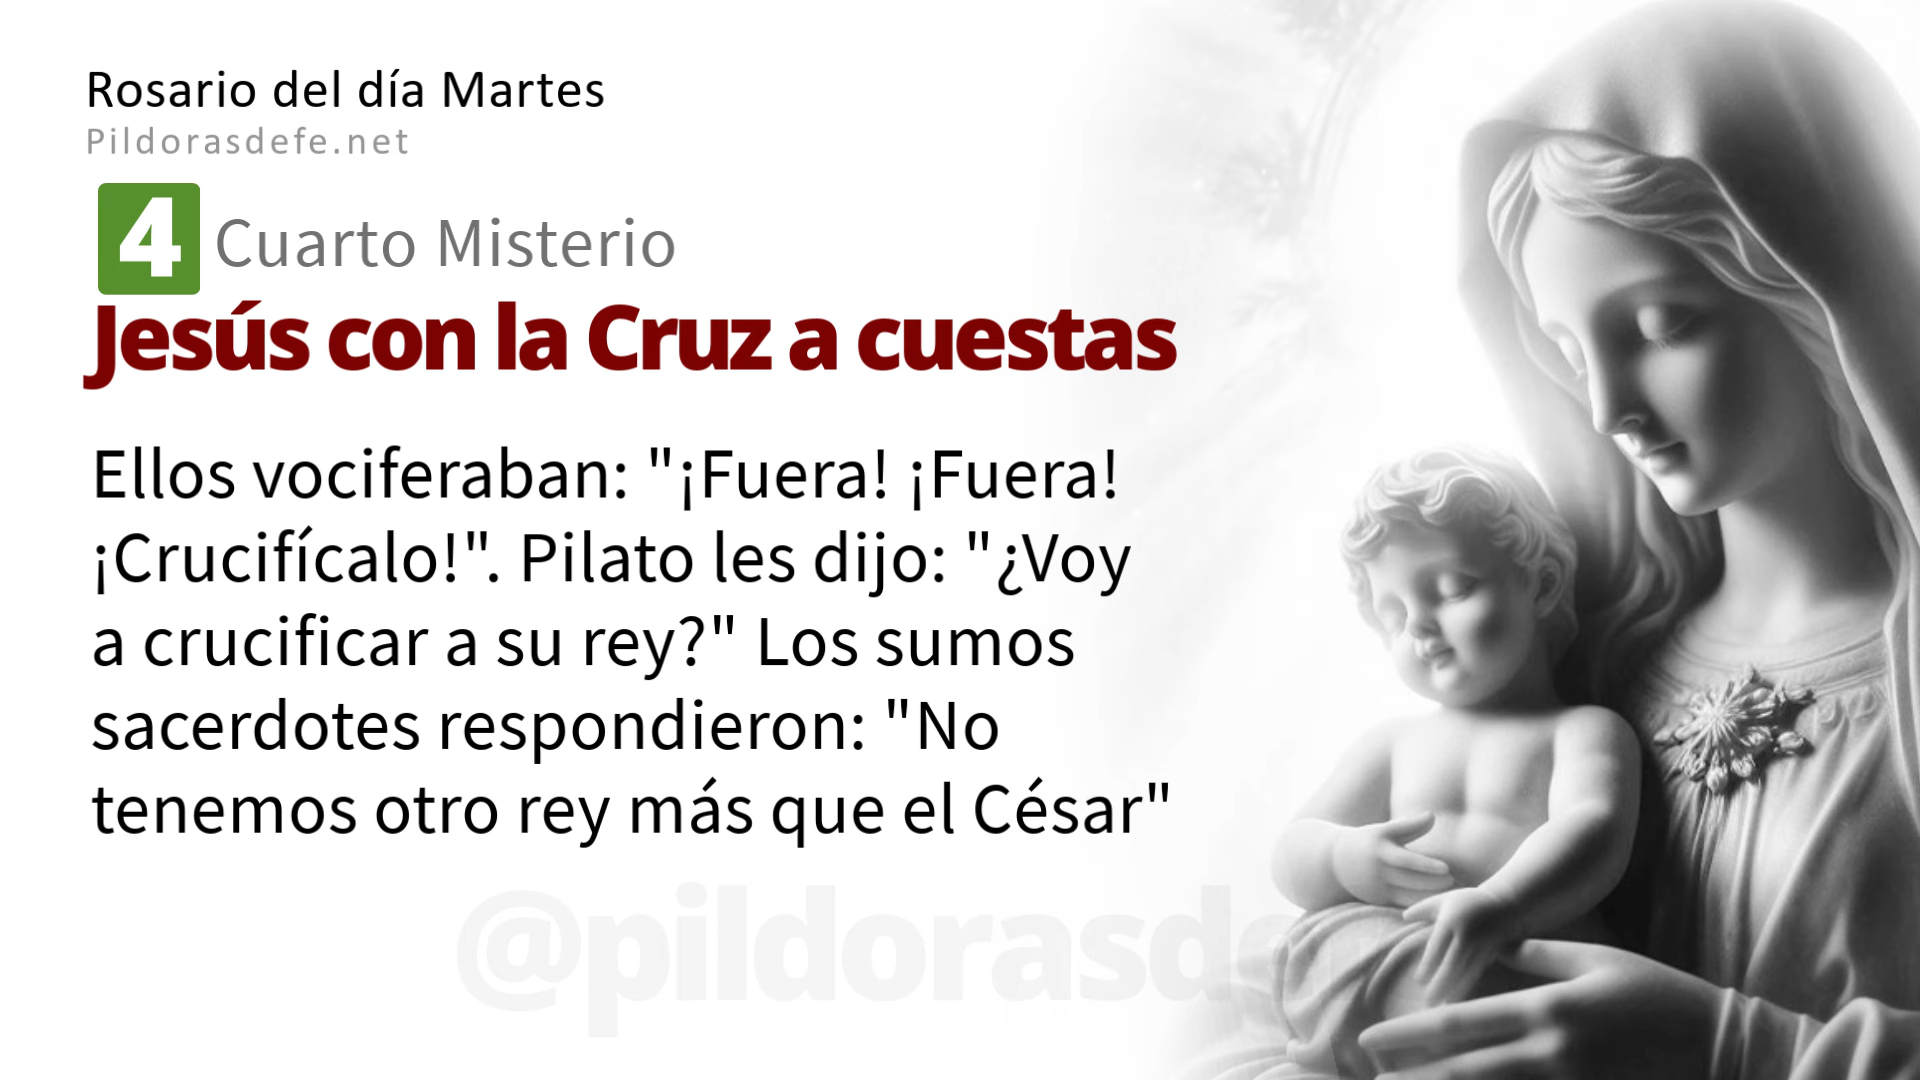 Rosario del día Martes
Pildorasdefe.net
4 Cuarto Misterio
Jesús con la Cruz a cuestas
Ellos vociferaban: "¡Fuera! ¡Fuera!
¡Crucifícalo!". Pilato les dijo: "¿Voy
a crucificar a su rey?" Los sumos
sacerdotes respondieron: "No
tenemos otro rey más que el César"
@pildorasde